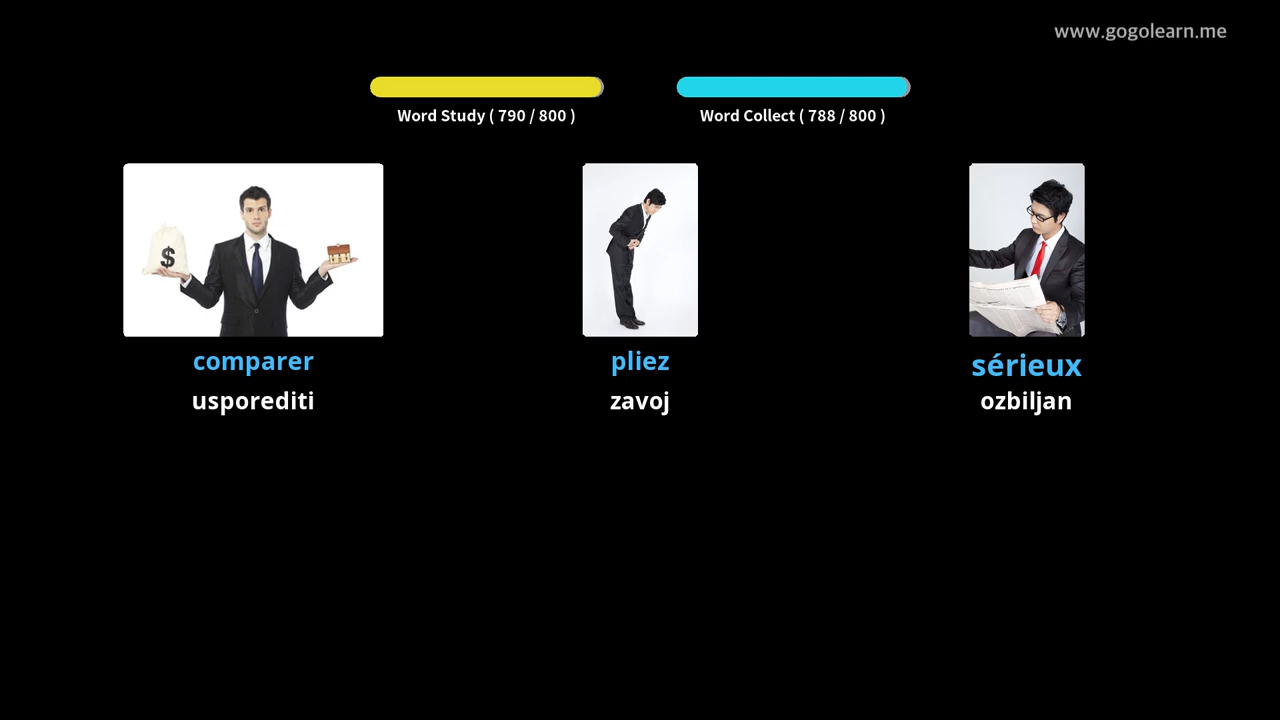 www.gogolearn.me
Word Study ( 790 / 800 )
Word Collect ( 788 / 800 )
$
comparer
pliez
sérieux
usporediti
zavoj
ozbiljan